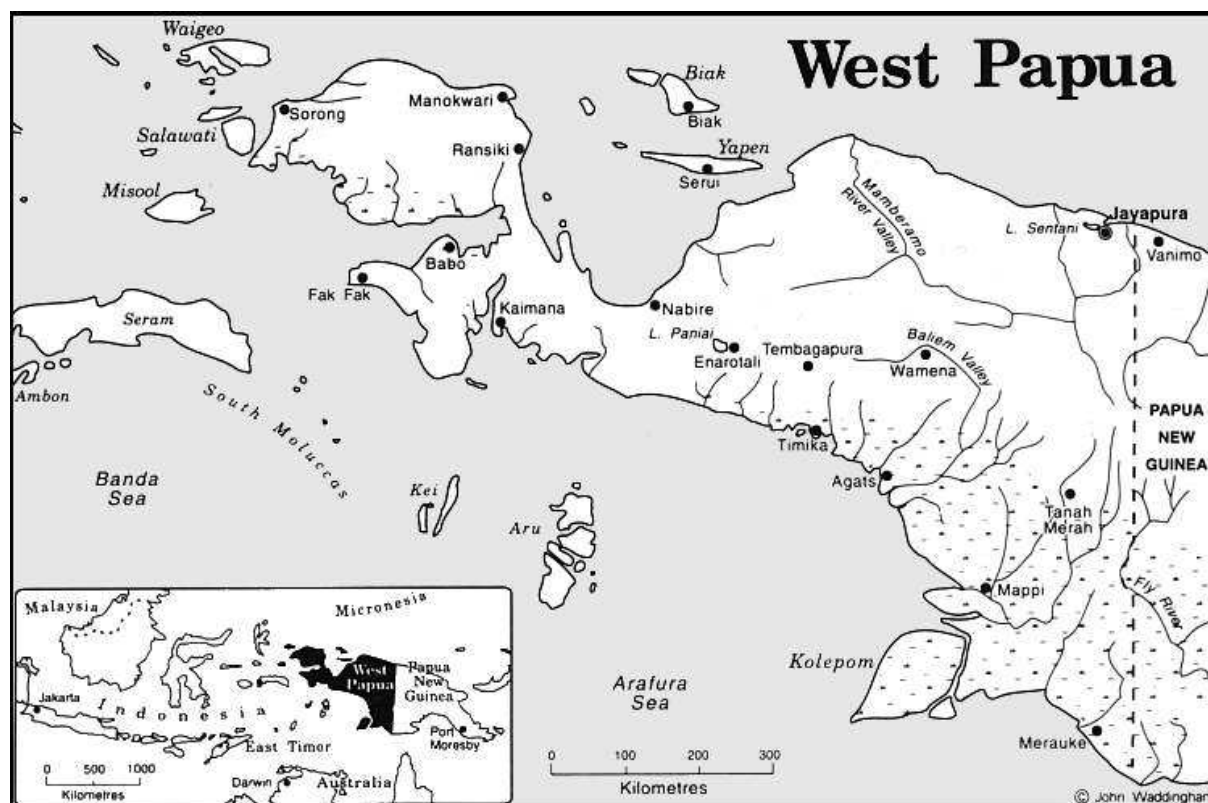 West Papua
Waigeo
Biak
Manokwari
Sorong
Biak
Salawati
Ransiki
Yapen
Serui
Misool
Mamberamo
River Valley
Jayapura
L. Sentani
Vanimo
Babo
Fak Fak
Kaimana
Nabire
Seram
L. Paniai
Enarotali
Tembagapura
Baliem Valley
Wamena
Ambon
South Moluccas
PAPUA
NEW
GUINEA
Timika
Banda
Sea
Agats
Kei
Tanah
Merah
Aru
Mappi
Fly River
Kolepom
Arafura
Sea
Merauke
Malaysia
Micronesia
West
Papua
Papua
New
Guinea
Jakarta
Indonesia
Port
Moresby
East Timor
0 500 1000
Kilometres
Darwin
Australia
0 100 200 300
Kilometres
© John Waddingham